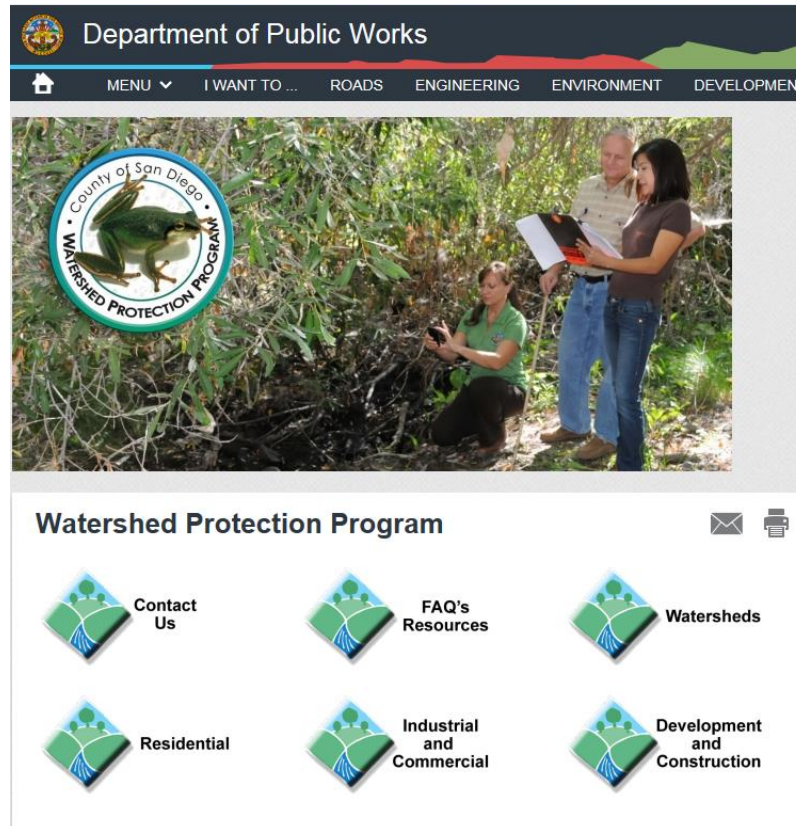 Department of Public Works
MENU I WANT TO ... ROADS ENGINEERING ENVIRONMENT DEVELOPMEN
County of San Diego
WATERSHED PROTECTION PROGRAM
Watershed Protection Program
Contact
Us
FAQ's
Resources
Watersheds
Residential
Industrial
and
Commercial
Development
and
Construction